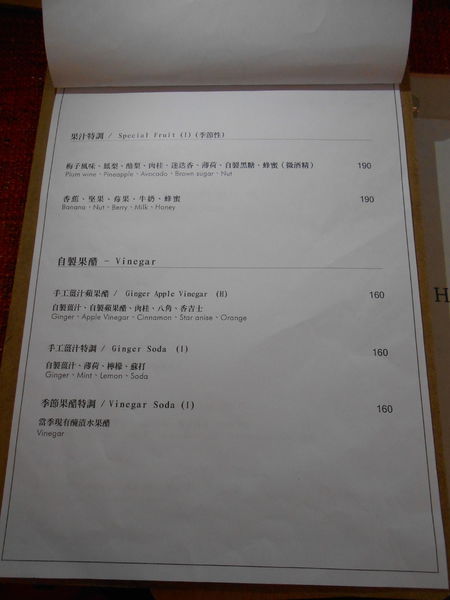 果汁特調 / Special Fruit (I) (季節性)
梅子風味、鳳梨、酪梨、肉桂、迷迭香、薄荷、自製黑糖、蜂蜜（微酒精） 190
Plum wine、Pineapple、Avocado、Brown sugar、Nut
香蕉、堅果、莓果、牛奶、蜂蜜 190
Banana、Nut、Berry、Milk、Honey
自製果醋 - Vinegar
手工薑汁蘋果醋 / Ginger Apple Vinegar (H) 160
自製薑汁、自製蘋果醋、肉桂、八角、香吉士
Ginger、Apple Vinegar、Cinnamon、Star anise、Orange
手工薑汁特調 / Ginger Soda (I) 160
自製薑汁、薄荷、檸檬、蘇打
Ginger、Mint、Lemon、Soda
季節果醋特調 / Vinegar Soda (I) 160
當季現有醃漬水果醋
Vinegar
H